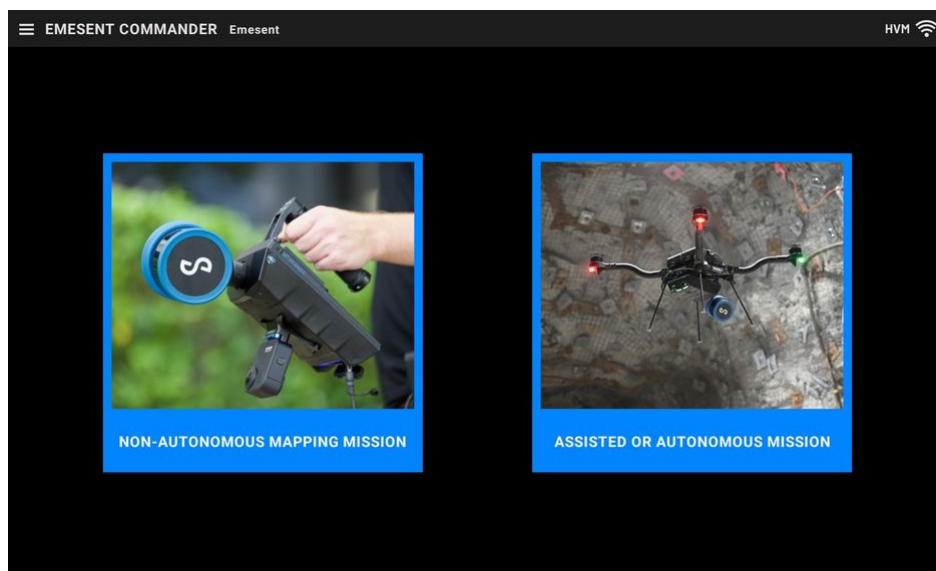 EMESENT COMMANDER Emesent
HVM
NON-AUTONOMOUS MAPPING MISSION
ASSISTED OR AUTONOMOUS MISSION